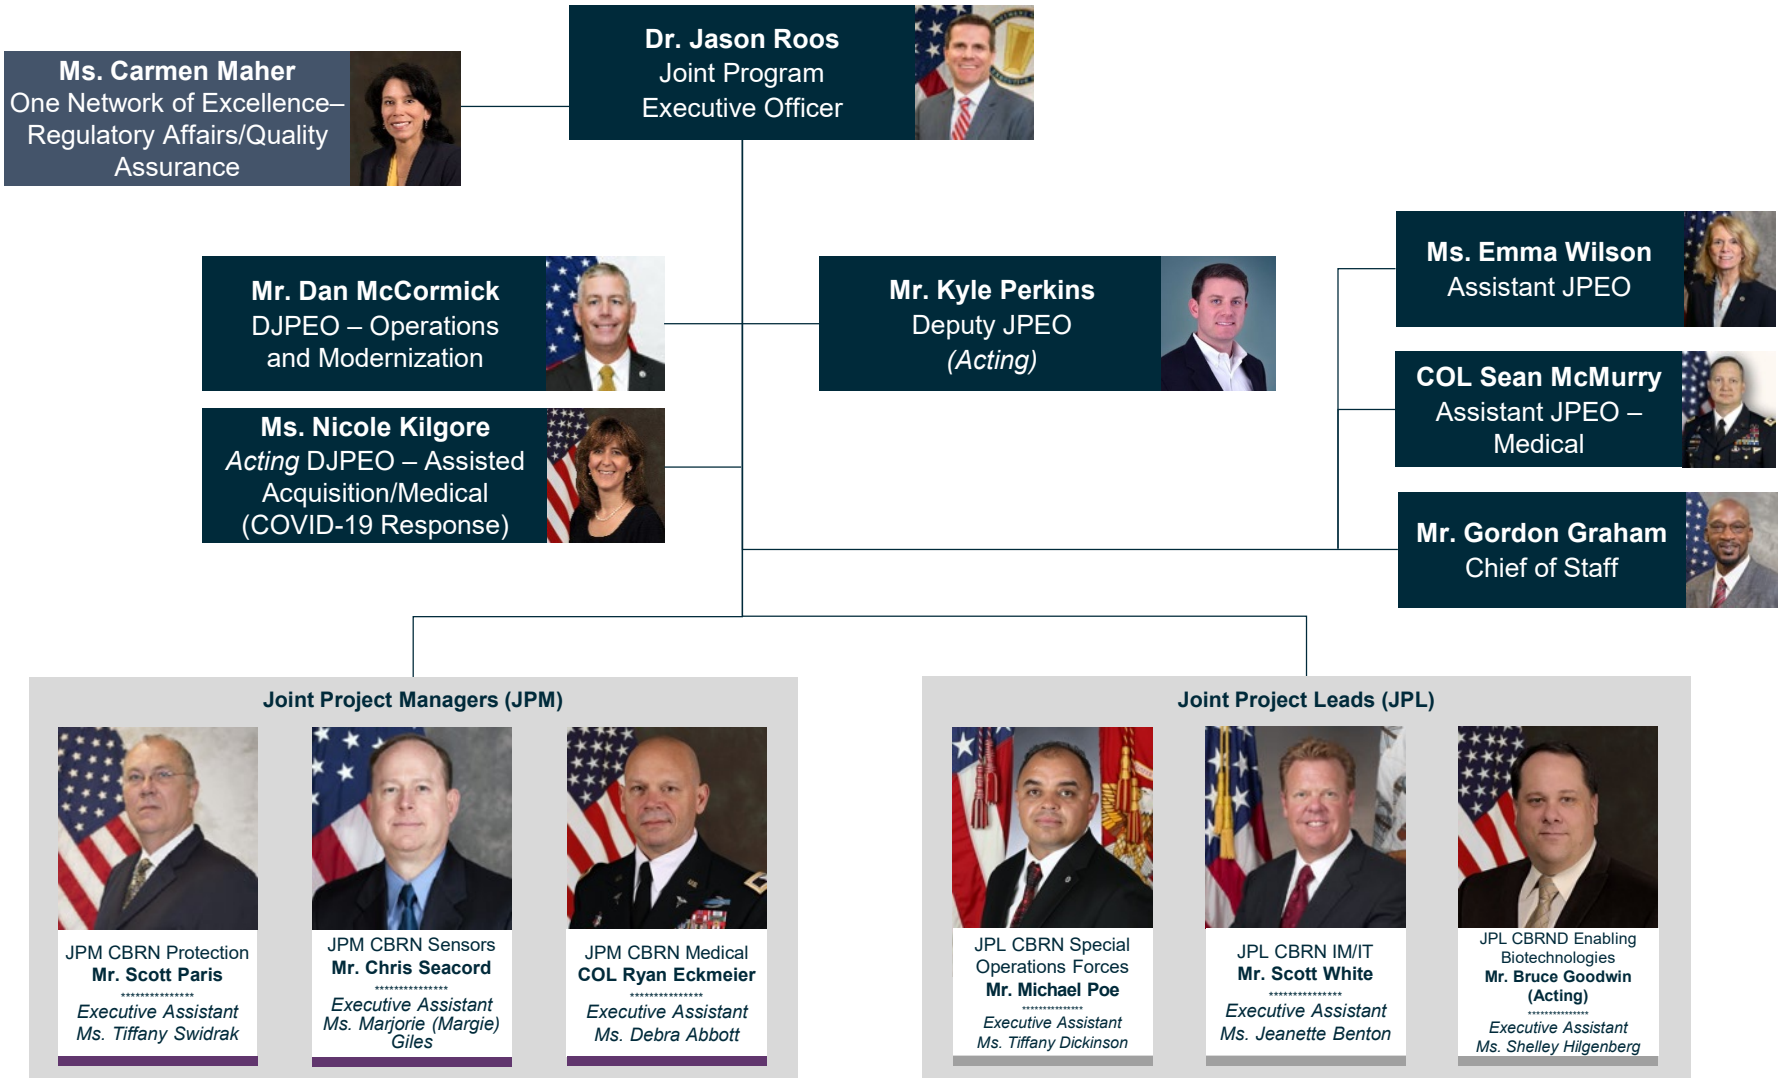 Dr. Jason Roos
Joint Program
Executive Officer
Ms. Carmen Maher
One Network of Excellence–
Regulatory Affairs/Quality
Assurance
Mr. Dan McCormick
DJPEO – Operations
and Modernization
Mr. Kyle Perkins
Deputy JPEO
(Acting)
Ms. Emma Wilson
Assistant JPEO
COL Sean McMurry
Assistant JPEO –
Medical
Ms. Nicole Kilgore
Acting DJPEO – Assisted
Acquisition/Medical
(COVID-19 Response)
Mr. Gordon Graham
Chief of Staff
Joint Project Managers (JPM)
JPM CBRN Protection
Mr. Scott Paris
***************
Executive Assistant
Ms. Tiffany Swidrak
JPM CBRN Sensors
Mr. Chris Seacord
***************
Executive Assistant
Ms. Marjorie (Margie)
Giles
JPM CBRN Medical
COL Ryan Eckmeier
***************
Executive Assistant
Ms. Debra Abbott
Joint Project Leads (JPL)
JPL CBRN Special
Operations Forces
Mr. Michael Poe
***************
Executive Assistant
Ms. Tiffany Dickinson
JPL CBRN IM/IT
Mr. Scott White
***************
Executive Assistant
Ms. Jeanette Benton
JPL CBRND Enabling
Biotechnologies
Mr. Bruce Goodwin
(Acting)
***************
Executive Assistant
Ms. Shelley Hilgenberg